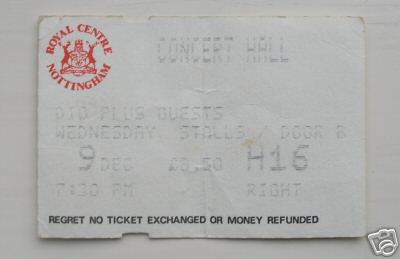 ROYAL CENTRE
NOTTINGHAM
CONCERT HALL
DIO PLUS GUESTS
WEDNESDAY STALLS / DOOR B
9 DEC £8.50 H16
7:30 PM RIGHT
REGRET NO TICKET EXCHANGED OR MONEY REFUNDED